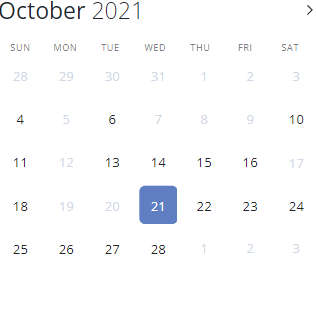 October 2021
SUN MON TUE WED THU FRI SAT
28 29 30 31 1 2 3
4 5 6 7 8 9 10
11 12 13 14 15 16 17
18 19 20 21 22 23 24
25 26 27 28 1 2 3